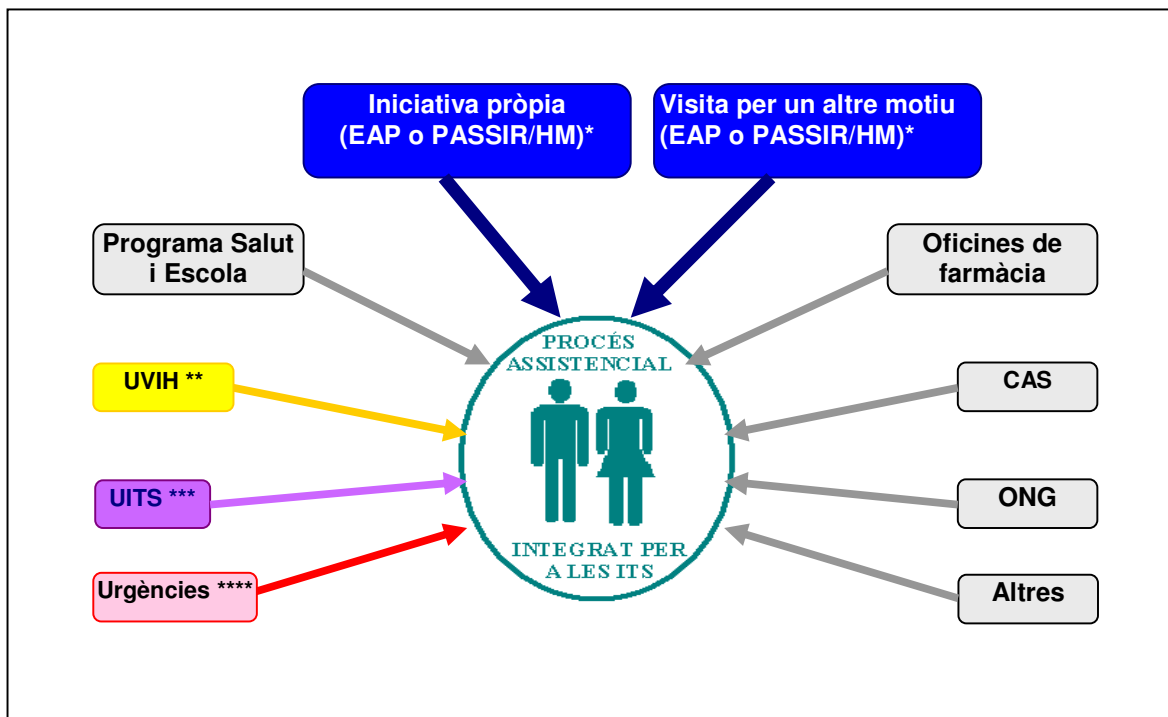 Iniciativa pròpia
(EAP o PASSIR/HM)*
Visita per un altre motiu
(EAP o PASSIR/HM)*
Programa Salut
i Escola
Oficines de
farmàcia
PROCÉS
ASSISTENCIAL
UVIH **
CAS
UITS ***
ONG
INTEGRAT PER
A LES ITS
Urgències ****
Altres